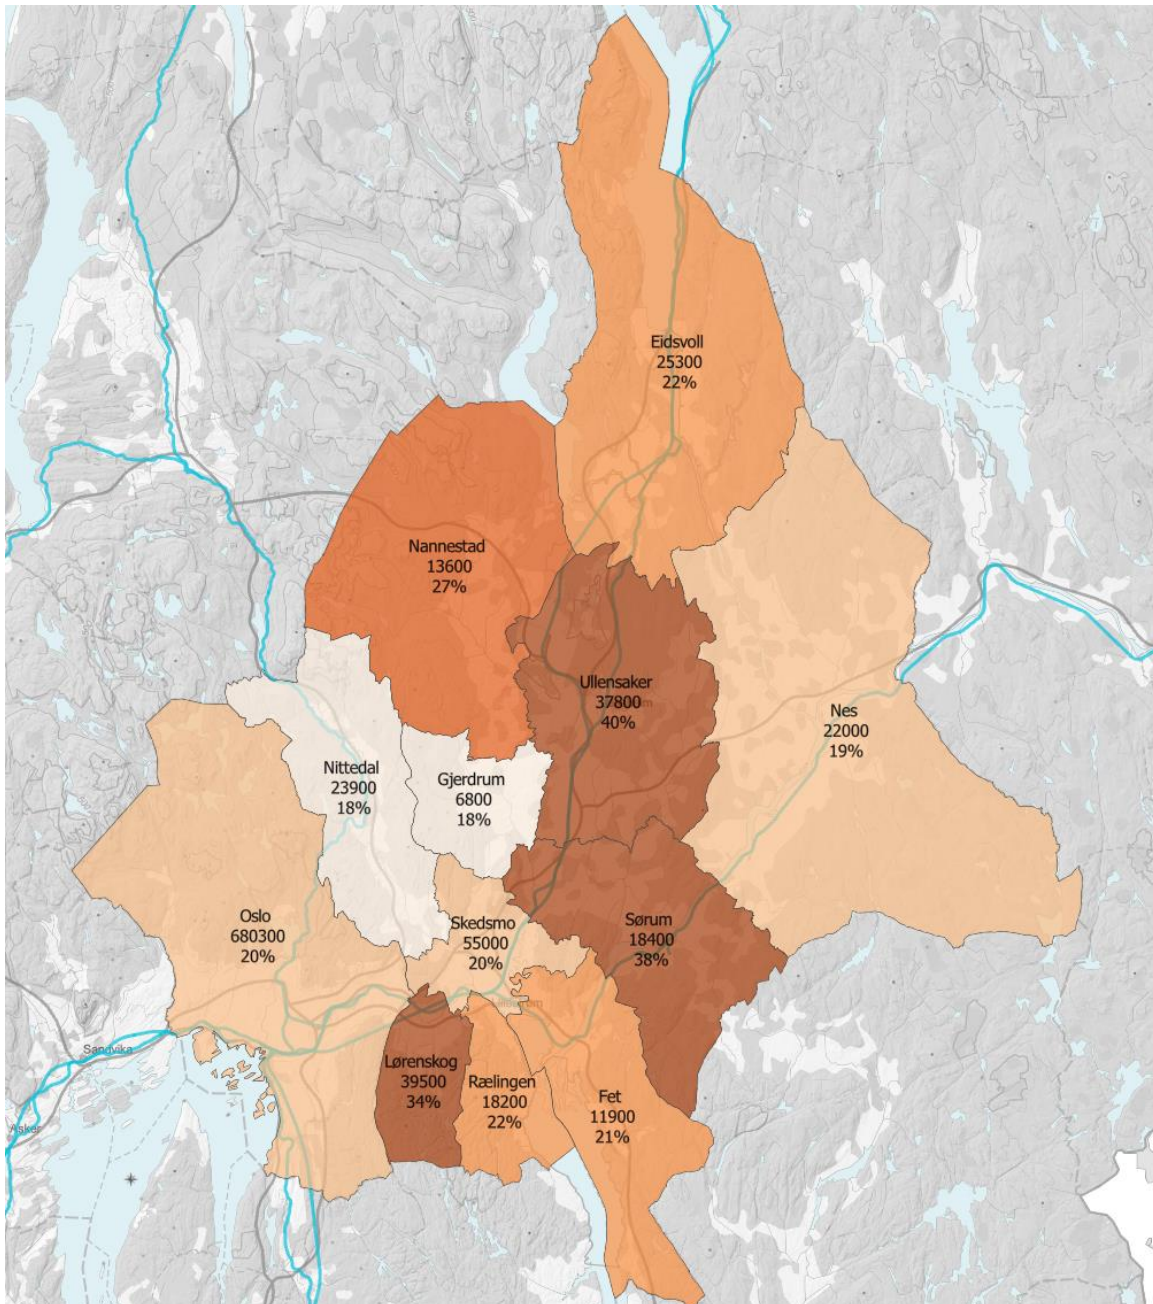 Eidsvoll
25300
22%
Nannestad
13600
27%
Ullensaker
37800
40%
Nes
22000
19%
Nittedal
23900
18%
Gjerdrum
6800
18%
Oslo
680300
20%
Skedsmo
55000
20%
Sørum
18400
38%
Sandvika
Lørenskog
39500
34%
Rælingen
18200
22%
Fet
11900
21%
Asker